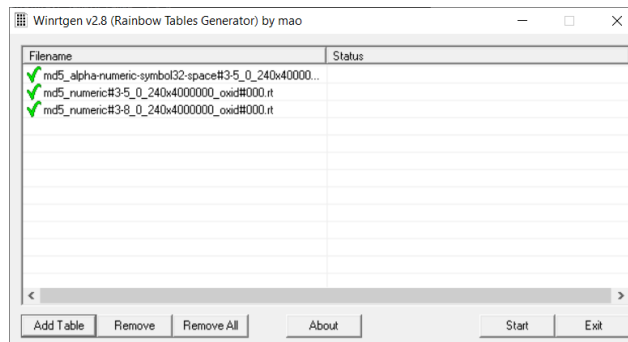 Winrtgen v2.8 (Rainbow Tables Generator) by mao
Filename Status
md5_alpha-numeric-symbol32-space#3-5_0_240x40000...
md5_numeric#3-5_0_240x4000000_oxid#000.rt
md5_numeric#3-8_0_240x4000000_oxid#000.rt
Add Table Remove Remove All About Start Exit